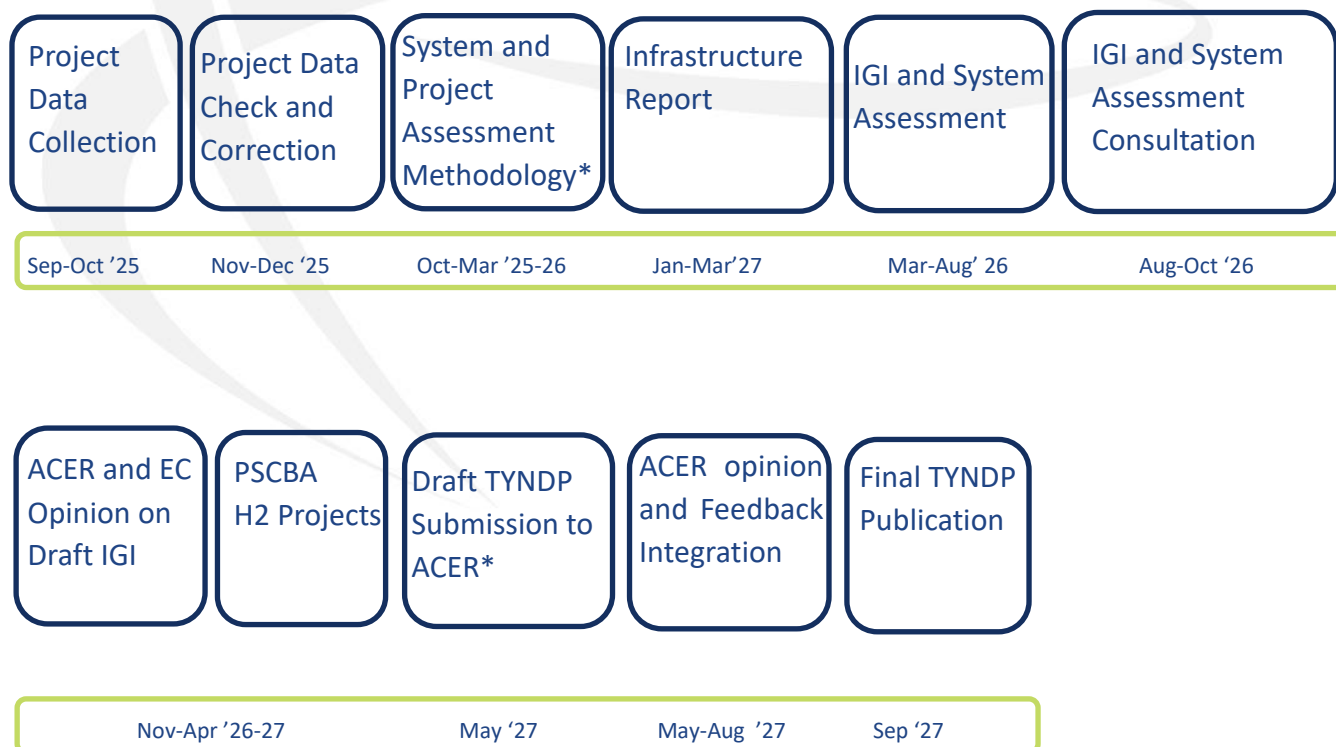 Project
Data
Collection
Project Data
Check and
Correction
System and
Project
Assessment
Methodology*
Infrastructure
Report
IGI and System
Assessment
IGI and System
Assessment
Consultation
Sep-Oct ’25
Nov-Dec ‘25
Oct-Mar ’25-26
Jan-Mar’27
Mar-Aug’ 26
Aug-Oct ‘26
ACER and EC
Opinion on
Draft IGI
PSCBA
H2 Projects
Draft TYNDP
Submission to
ACER*
ACER opinion
and Feedback
Integration
Final TYNDP
Publication
Nov-Apr ’26-27
May ‘27
May-Aug ’27
Sep ‘27